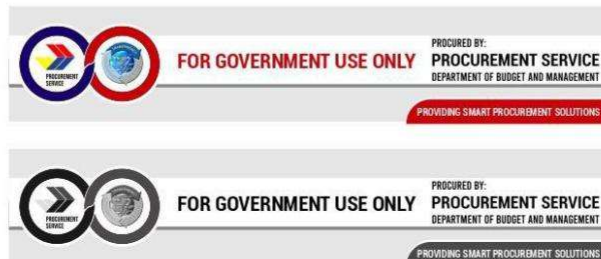 PROCUREMENT
SERVICE
FOR GOVERNMENT USE ONLY
PROCURED BY:
PROCUREMENT SERVICE
DEPARTMENT OF BUDGET AND MANAGEMENT
PROVIDING SMART PROCUREMENT SOLUTIONS
PROCUREMENT
SERVICE
FOR GOVERNMENT USE ONLY
PROCURED BY:
PROCUREMENT SERVICE
DEPARTMENT OF BUDGET AND MANAGEMENT
PROVIDING SMART PROCUREMENT SOLUTIONS